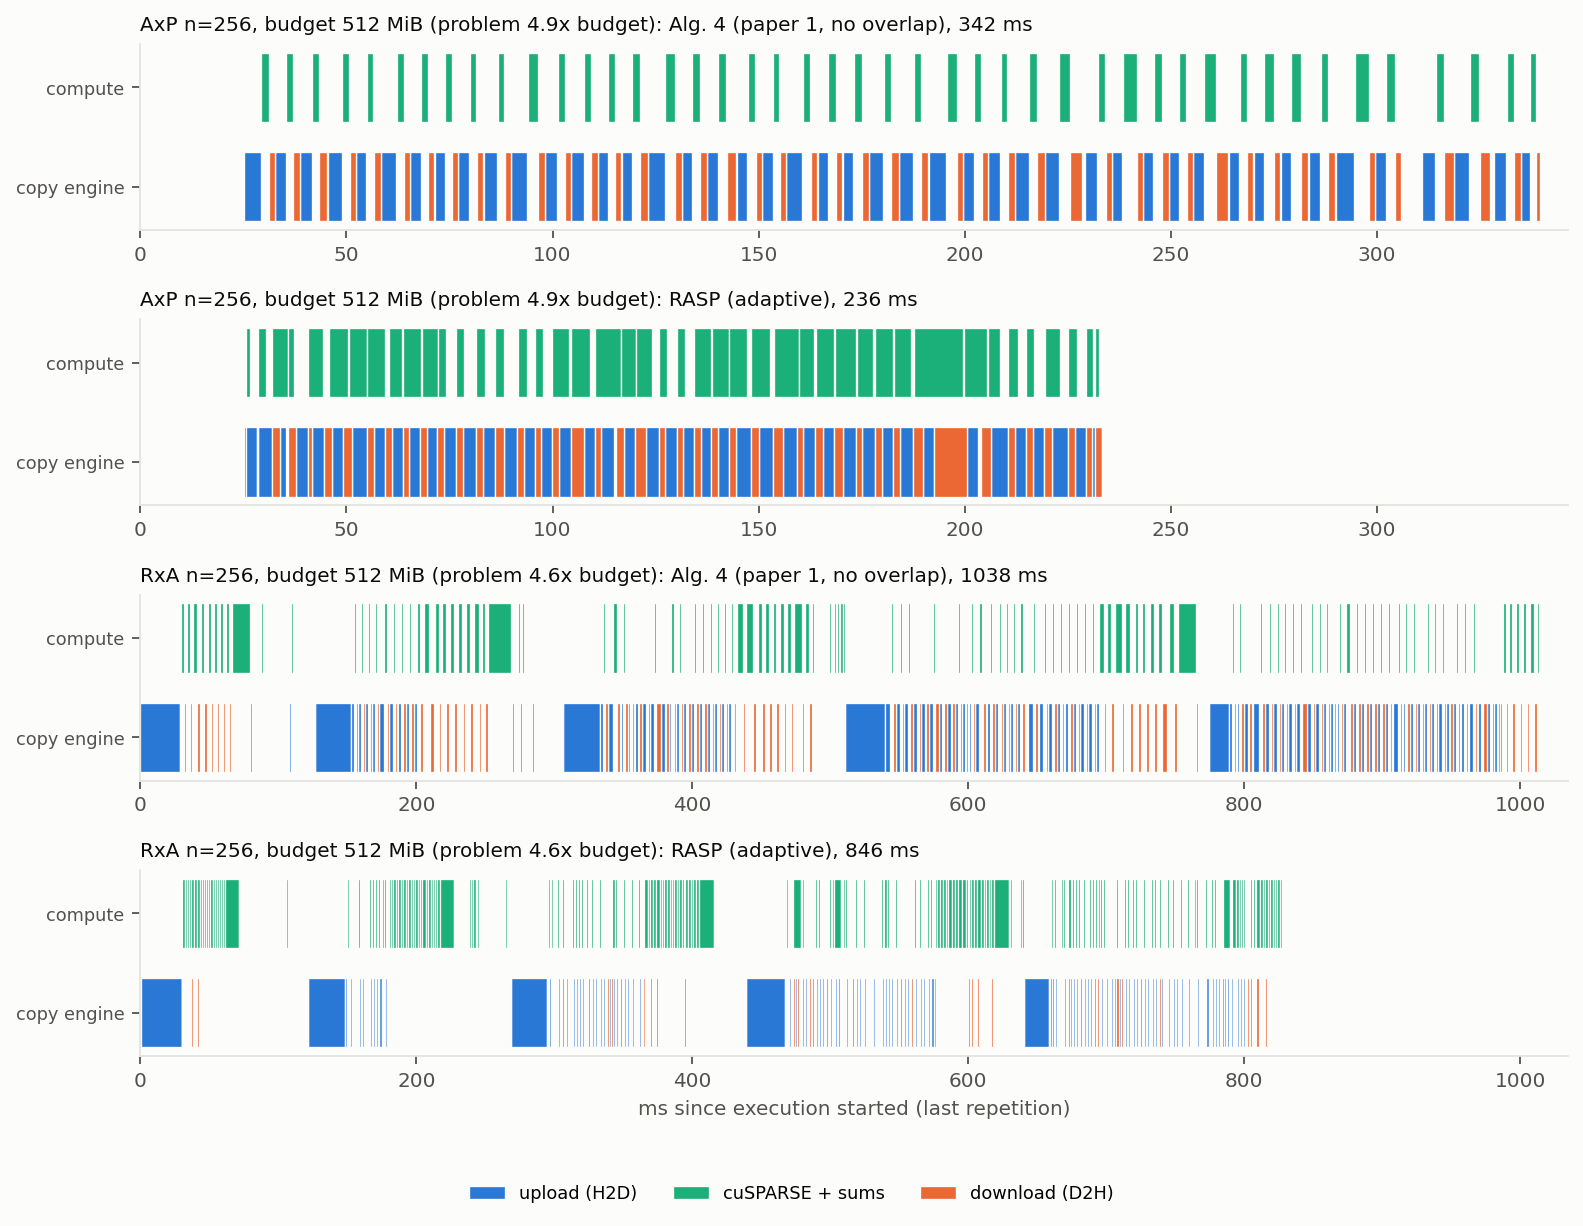 AxP n=256, budget 512 MiB (problem 4.9x budget): Alg. 4 (paper 1, no overlap), 342 ms
compute
copy engine
0 50 100 150 200 250 300
AxP n=256, budget 512 MiB (problem 4.9x budget): RASP (adaptive), 236 ms
compute
copy engine
0 50 100 150 200 250 300
RxA n=256, budget 512 MiB (problem 4.6x budget): Alg. 4 (paper 1, no overlap), 1038 ms
compute
copy engine
0 200 400 600 800 1000
RxA n=256, budget 512 MiB (problem 4.6x budget): RASP (adaptive), 846 ms
compute
copy engine
0 200 400 600 800 1000
ms since execution started (last repetition)
upload (H2D) cuSPARSE + sums download (D2H)